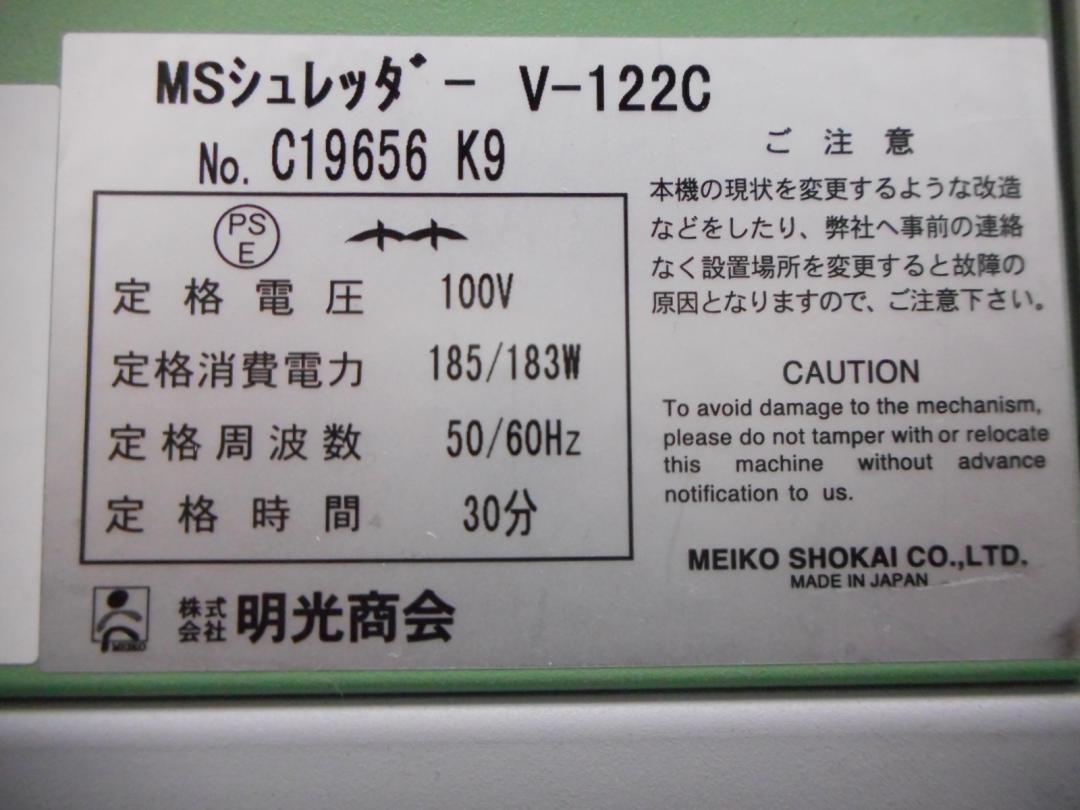 MSシュレッダー V-122C
No. C19656 K9
PS
E
定格電圧 100V
定格消費電力 185/183W
定格周波数 50/60Hz
定格時間 30分
ご注意
本機の現状を変更するような改造
などをしたり、弊社へ事前の連絡
なく設置場所を変更すると故障の
原因となりますので、ご注意下さい。
CAUTION
To avoid damage to the mechanism,
please do not tamper with or relocate
this machine without advance
notification to us.
MEIKO SHOKAI CO.,LTD.
MADE IN JAPAN
MEIKO
株式
会社 明光商会